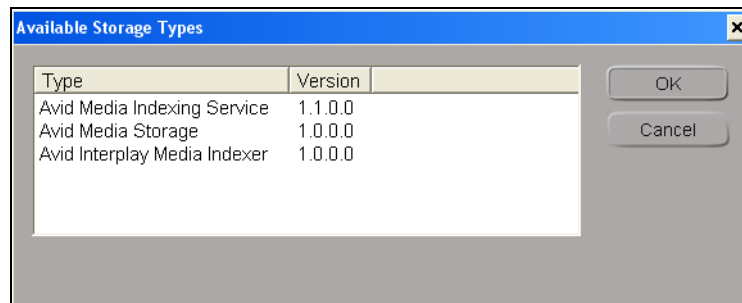 Available Storage Types
Type Version
Avid Media Indexing Service 1.1.0.0
Avid Media Storage 1.0.0.0
Avid Interplay Media Indexer 1.0.0.0
OK
Cancel